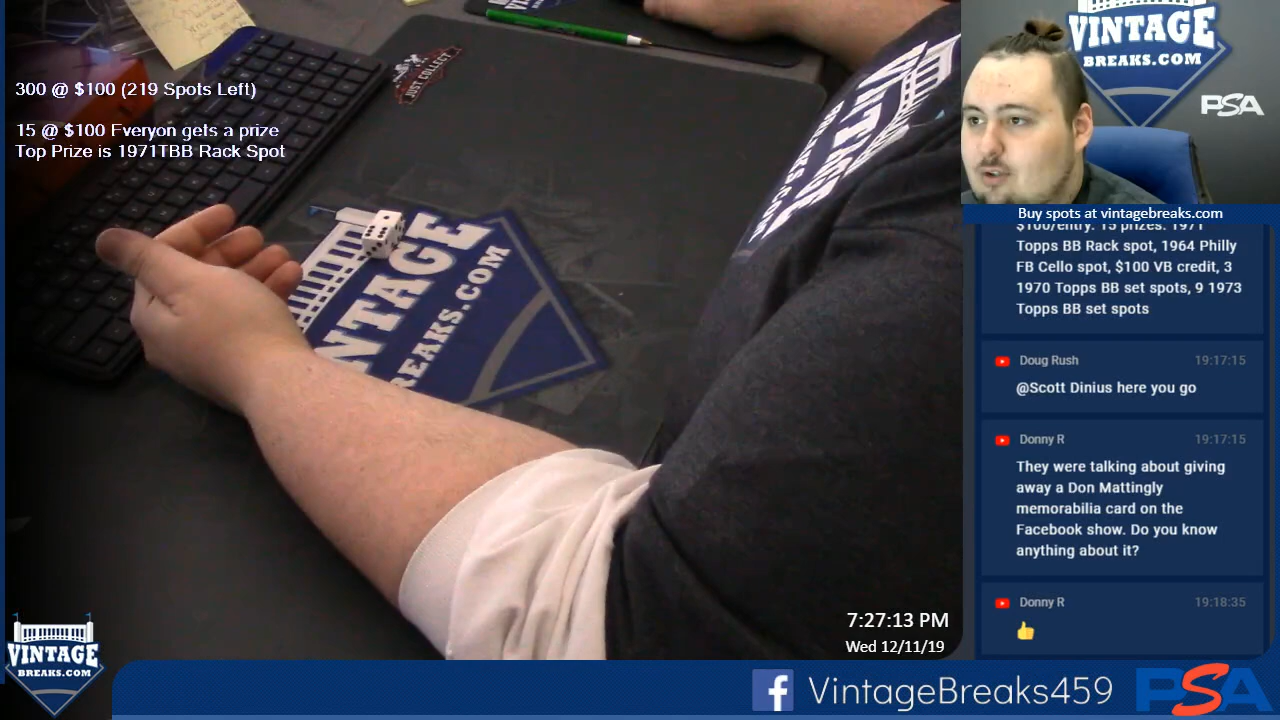 300 @ $100 (219 Spots Left)
15 @ $100 Everyon gets a prize
Top Prize is 1971TBB Rack Spot
JUST COLLECT
VINTAGE
BREAKS.COM
PSA
NTAGE
REAKS.COM
Buy spots at vintagebreaks.com
$100/entry. 15 prizes: 1971
Topps BB Rack spot, 1964 Philly
FB Cello spot, $100 VB credit, 3
1970 Topps BB set spots, 9 1973
Topps BB set spots
Doug Rush 19:17:15
@Scott Dinius here you go
Donny R 19:17:15
They were talking about giving
away a Don Mattingly
memorabilia card on the
Facebook show. Do you know
anything about it?
Donny R 19:18:35
7:27:13 PM
Wed 12/11/19
VINTAGE
BREAKS.COM
f VintageBreaks459
PSA